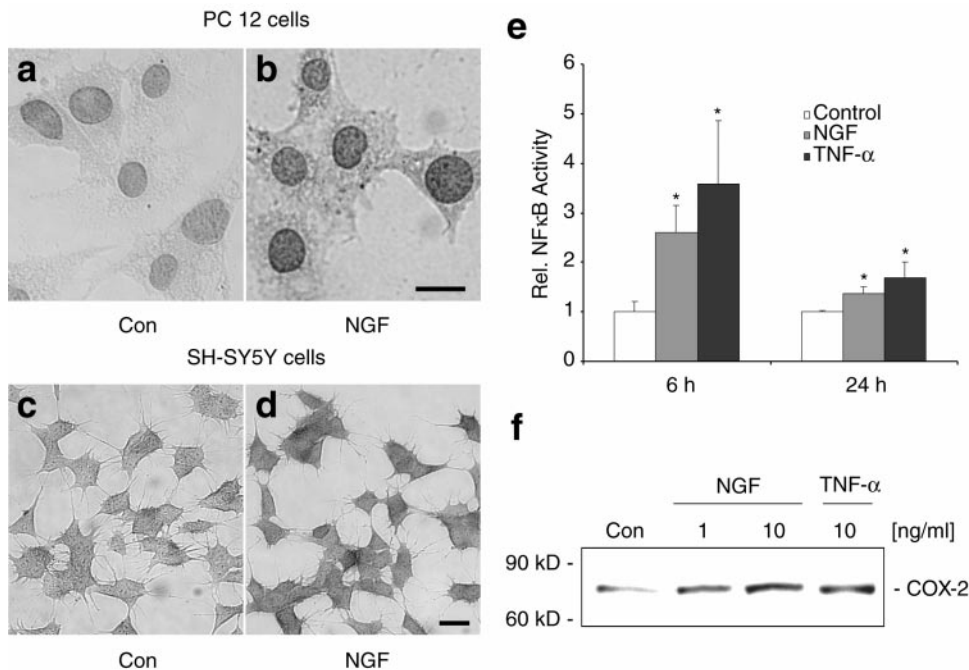 PC 12 cells
a
b
Con
NGF
SH-SY5Y cells
c
d
Con
NGF
e
Rel. NFκB Activity
6
5
4
3
2
1
0
Control
NGF
TNF-α
*
*
*
*
6 h
24 h
f
NGF
TNF-α
Con
1
10
10
[ng/ml]
90 kD -
- COX-2
60 kD -